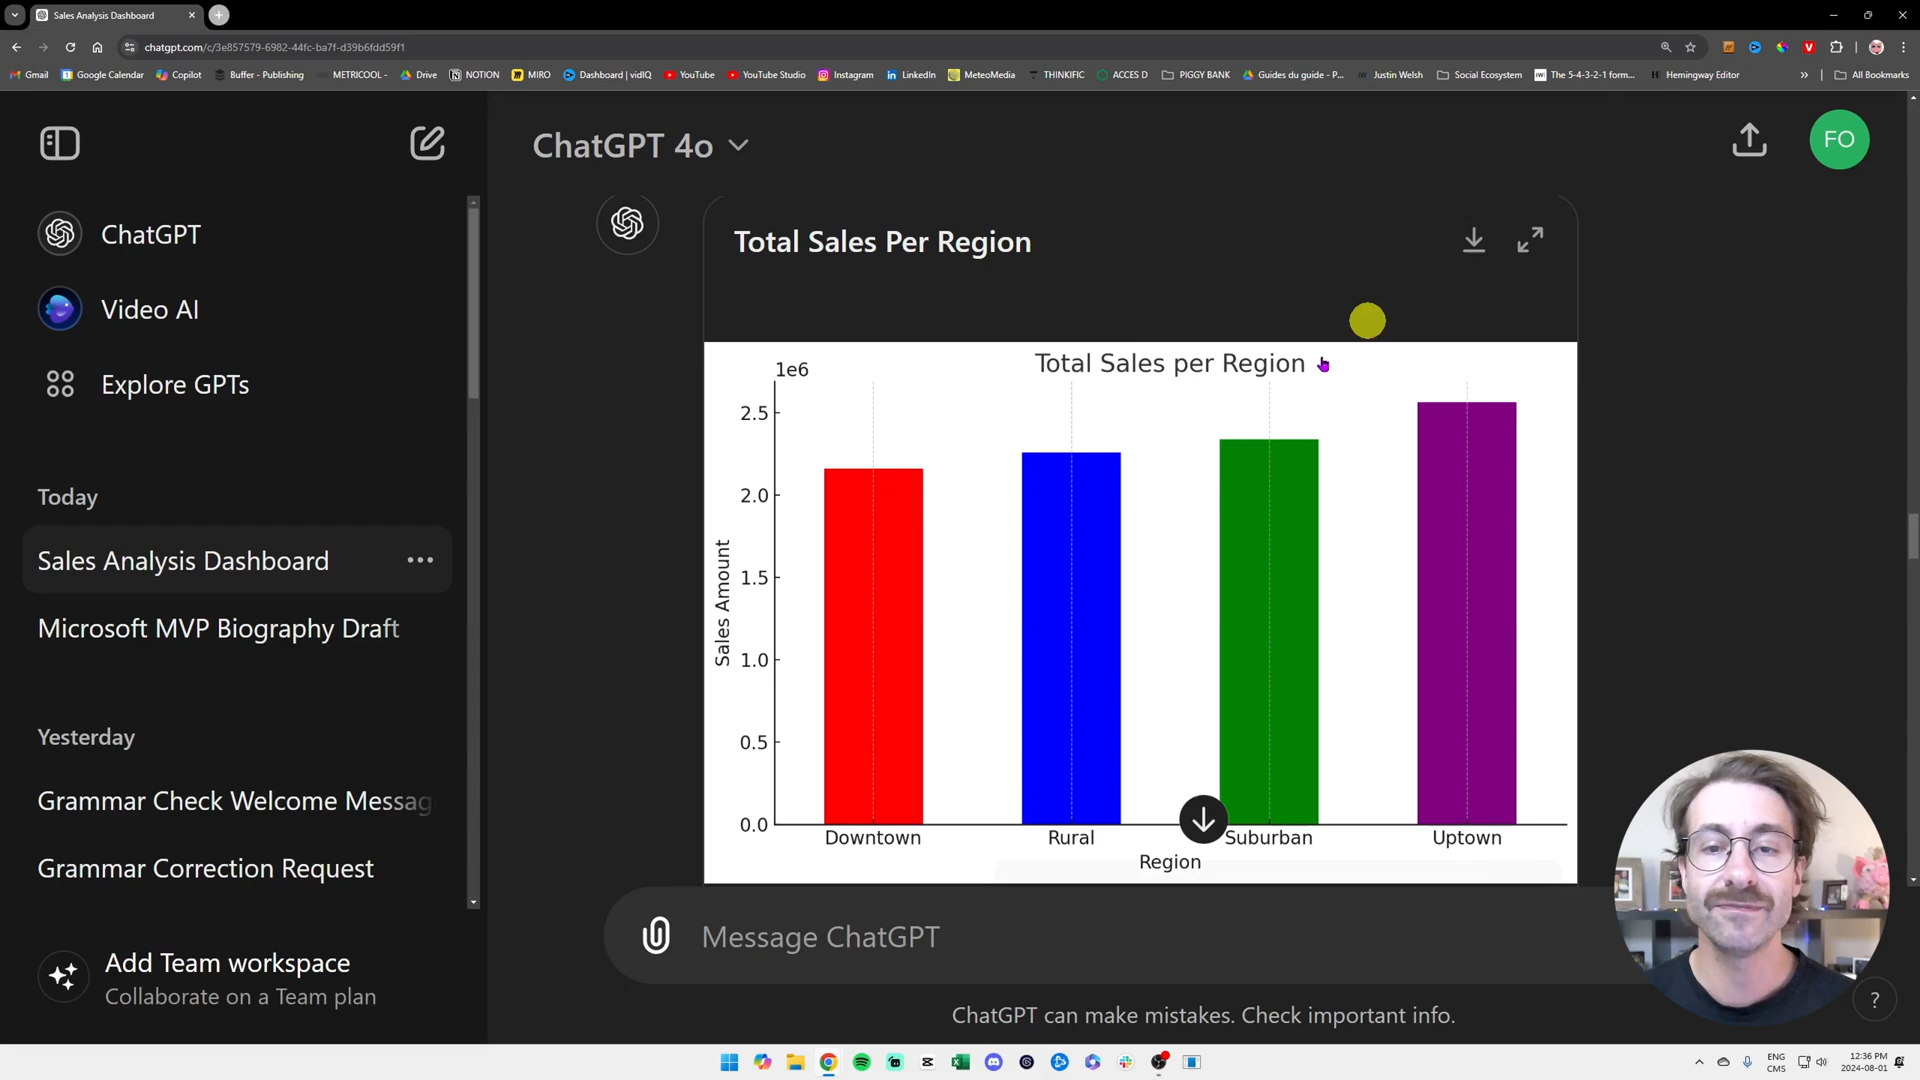 Sales Analysis Dashboard
chatgpt.com/c/3e857579-6982-44fc-ba7f-d39b6fdd59f1
Gmail
Google Calendar
Copilot
Buffer - Publishing
METRICOOL -
Drive
NOTION
MIRO
Dashboard | vidIQ
YouTube
YouTube Studio
Instagram
LinkedIn
MeteoMedia
THINKIFIC
ACCES D
PIGGY BANK
Guides du guide - P...
Justin Welsh
Social Ecosystem
The 5-4-3-2-1 form...
Hemingway Editor
»
All Bookmarks
ChatGPT 4o
FO
ChatGPT
Video AI
Explore GPTs
Today
Sales Analysis Dashboard
Microsoft MVP Biography Draft
Yesterday
Grammar Check Welcome Messag
Grammar Correction Request
Add Team workspace
Collaborate on a Team plan
Total Sales Per Region
Total Sales per Region
1e6
2.5
2.0
1.5
1.0
0.5
0.0
Sales Amount
Downtown
Rural
Suburban
Uptown
Region
Message ChatGPT
ChatGPT can make mistakes. Check important info.
?
ENG
CMS
12:36 PM
2024-08-01